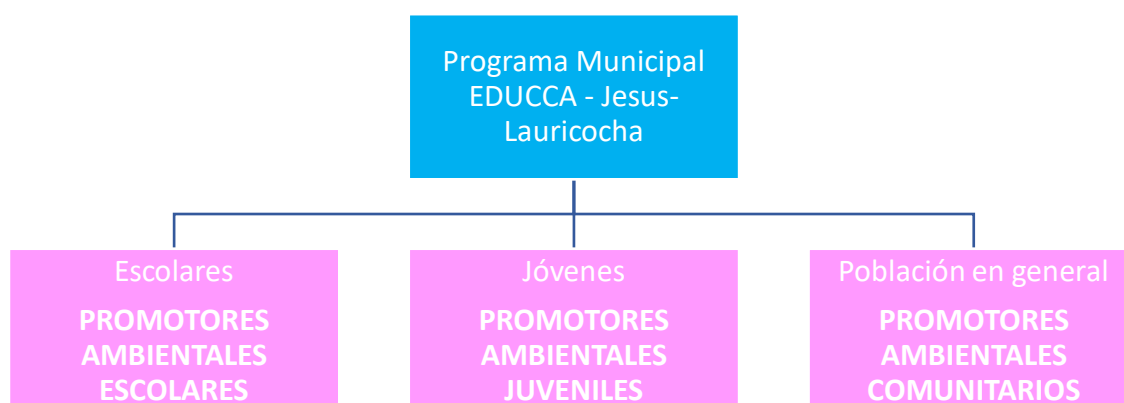 Programa Municipal
EDUCCA - Jesus-
Lauricocha
Escolares
PROMOTORES
AMBIENTALES
ESCOLARES
Jóvenes
PROMOTORES
AMBIENTALES
JUVENILES
Población en general
PROMOTORES
AMBIENTALES
COMUNITARIOS